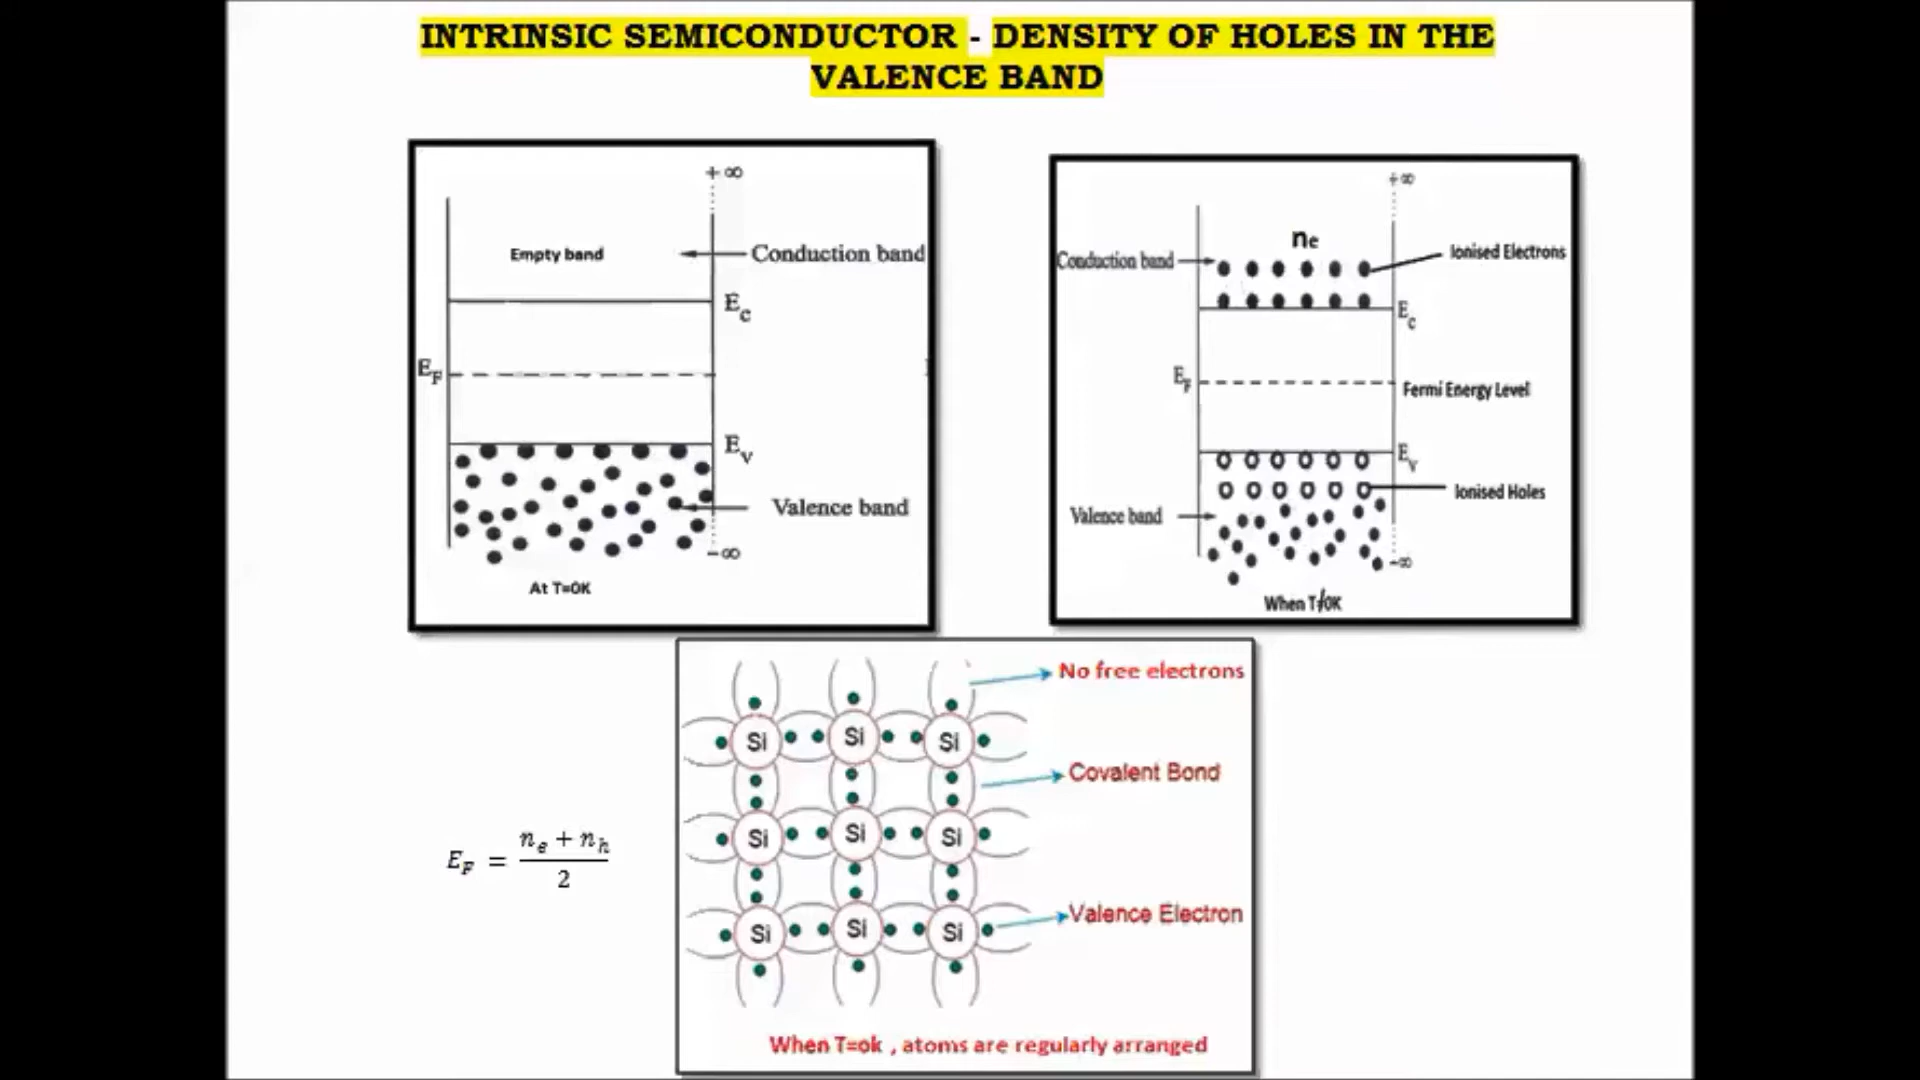 INTRINSIC SEMICONDUCTOR - DENSITY OF HOLES IN THE
VALENCE BAND
+ ∞
Empty band
Conduction band
E_c
E_F
E_v
Valence band
-∞
At T=0K
+∞
n_e
Ionised Electrons
Conduction band
E_c
E_F
Fermi Energy Level
E_v
Ionised Holes
Valence band
-∞
When T≠0K
No free electrons
Si Si Si
Covalent Bond
Si Si Si
Valence Electron
Si Si Si
When T=ok , atoms are regularly arranged
E_F = (n_e + n_h) / 2